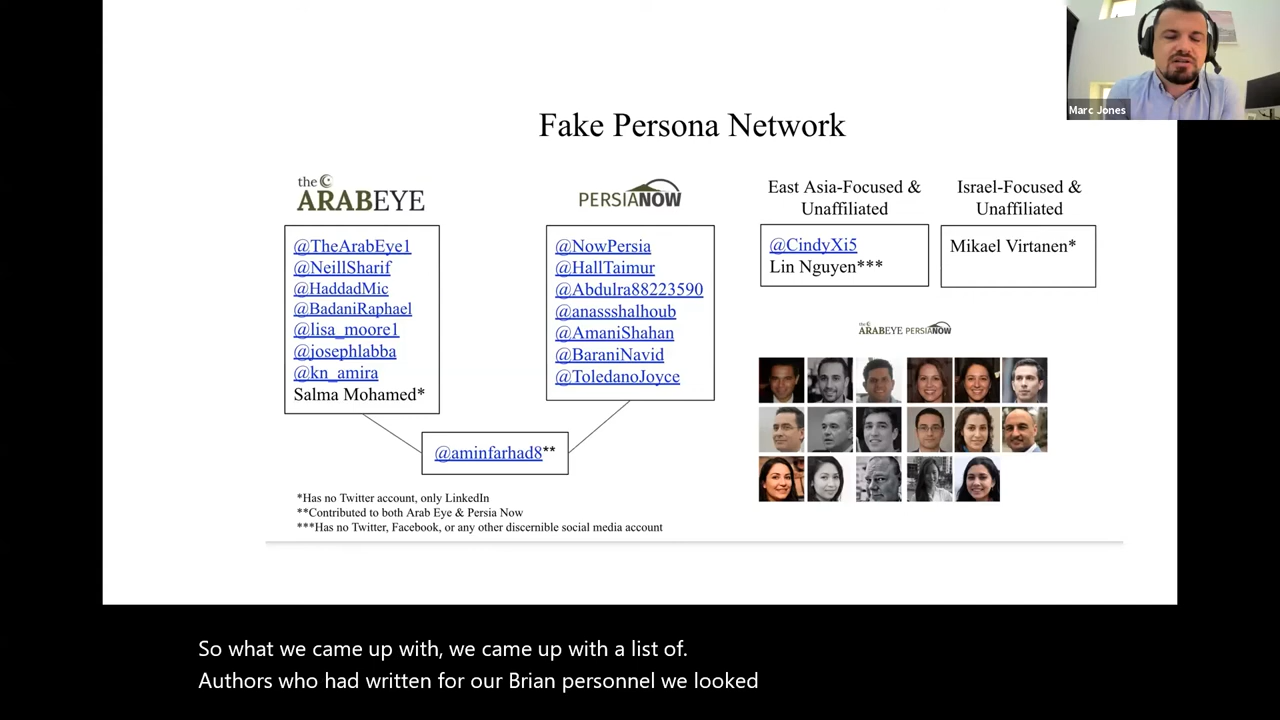 Marc Jones
Fake Persona Network
the
ARABEYE
@TheArabEye1
@NeillSharif
@HaddadMic
@BadaniRaphael
@lisa_moore1
@josephlabba
@kn_amira
Salma Mohamed*
PERSIANOW
@NowPersia
@HallTaimur
@Abdulra88223590
@anassshalhoub
@AmaniShahan
@BaraniNavid
@ToledanoJoyce
@aminfarhad8**
*Has no Twitter account, only LinkedIn
**Contributed to both Arab Eye & Persia Now
***Has no Twitter, Facebook, or any other discernible social media account
East Asia-Focused &
Unaffiliated
@CindyXi5
Lin Nguyen***
Israel-Focused &
Unaffiliated
Mikael Virtanen*
the
ARABEYE PERSIANOW
So what we came up with, we came up with a list of.
Authors who had written for our Brian personnel we looked